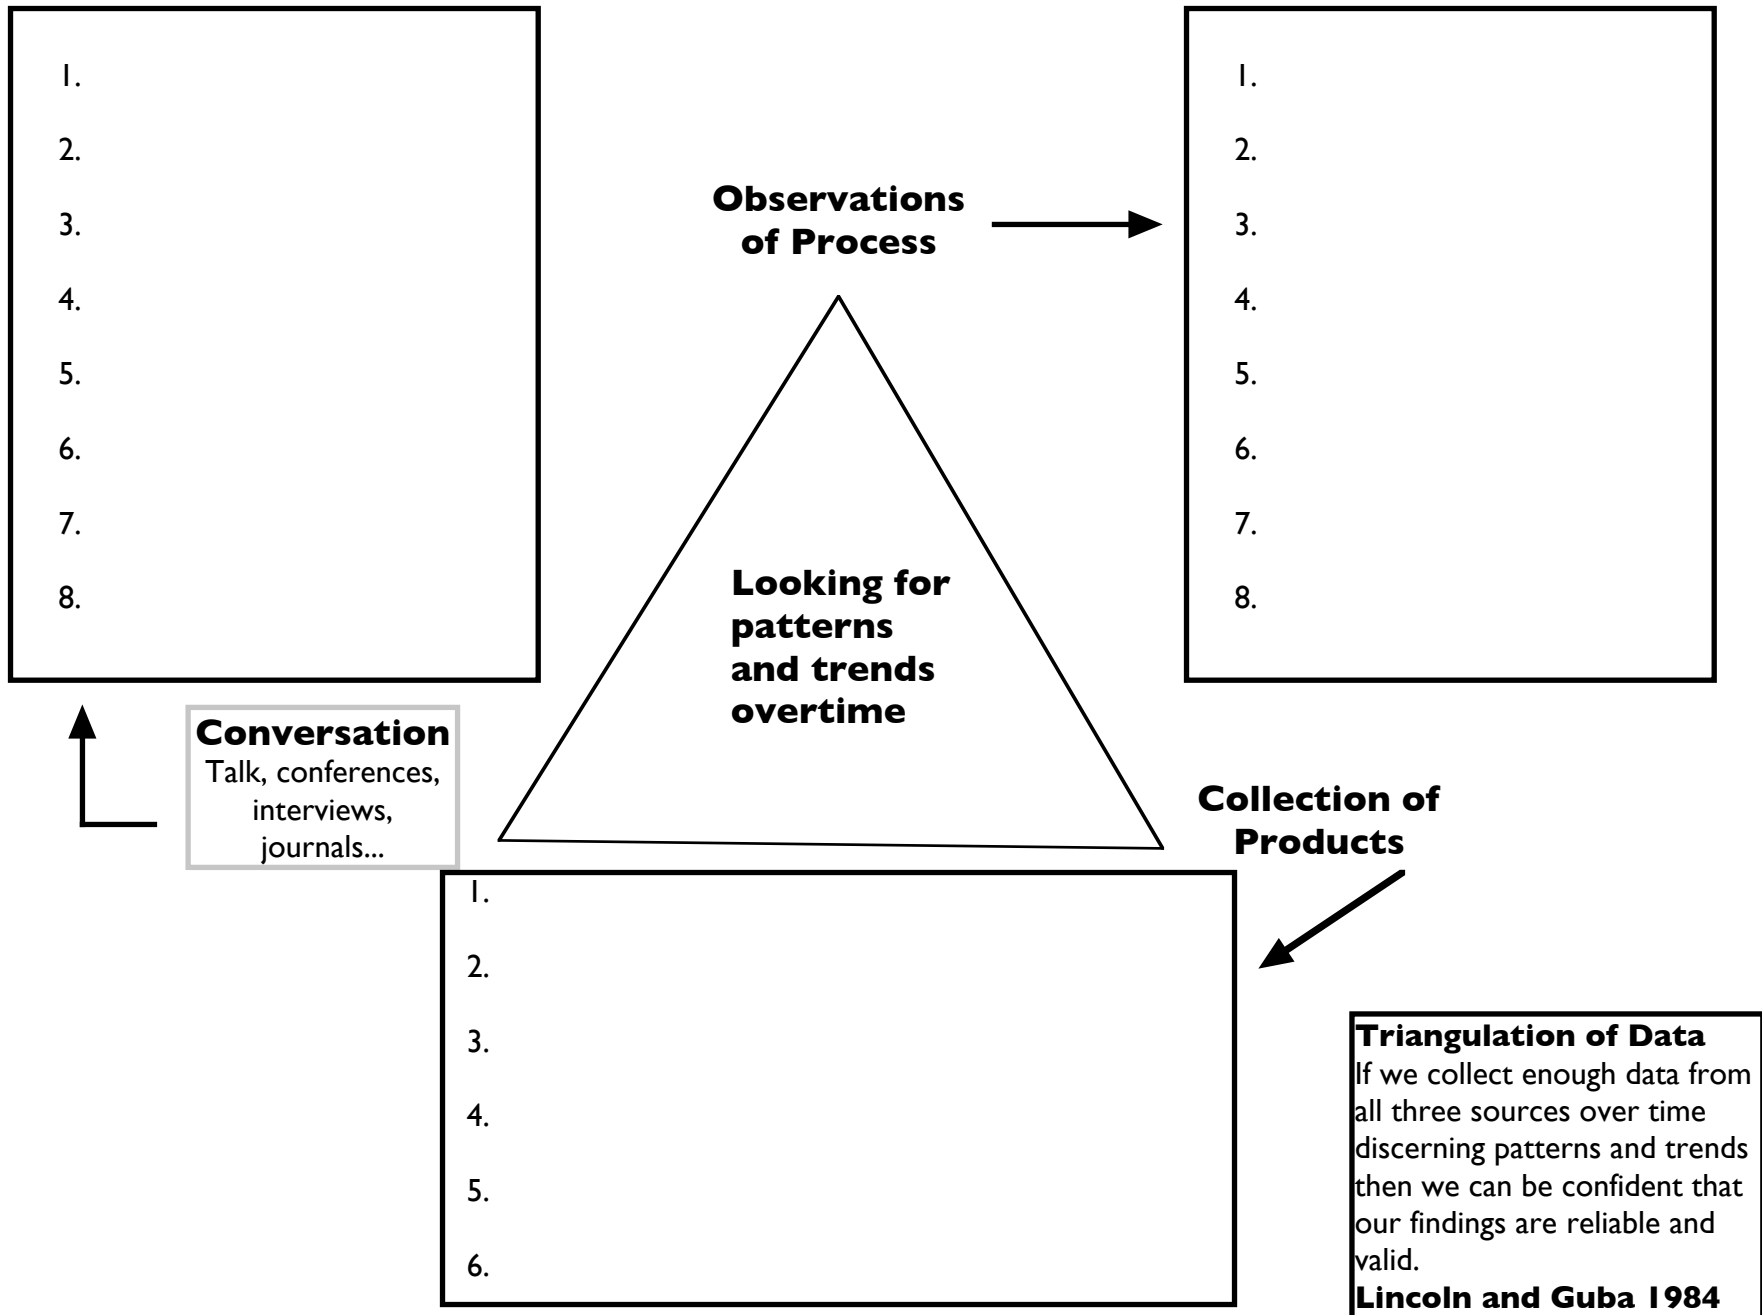 1.
2.
3.
4.
5.
6.
7.
8.
Observations
of Process
1.
2.
3.
4.
5.
6.
7.
8.
Looking for
patterns
and trends
overtime
Conversation
Talk, conferences,
interviews,
journals...
Collection of
Products
1.
2.
3.
4.
5.
6.
Triangulation of Data
If we collect enough data from
all three sources over time
discerning patterns and trends
then we can be confident that
our findings are reliable and
valid.
Lincoln and Guba 1984